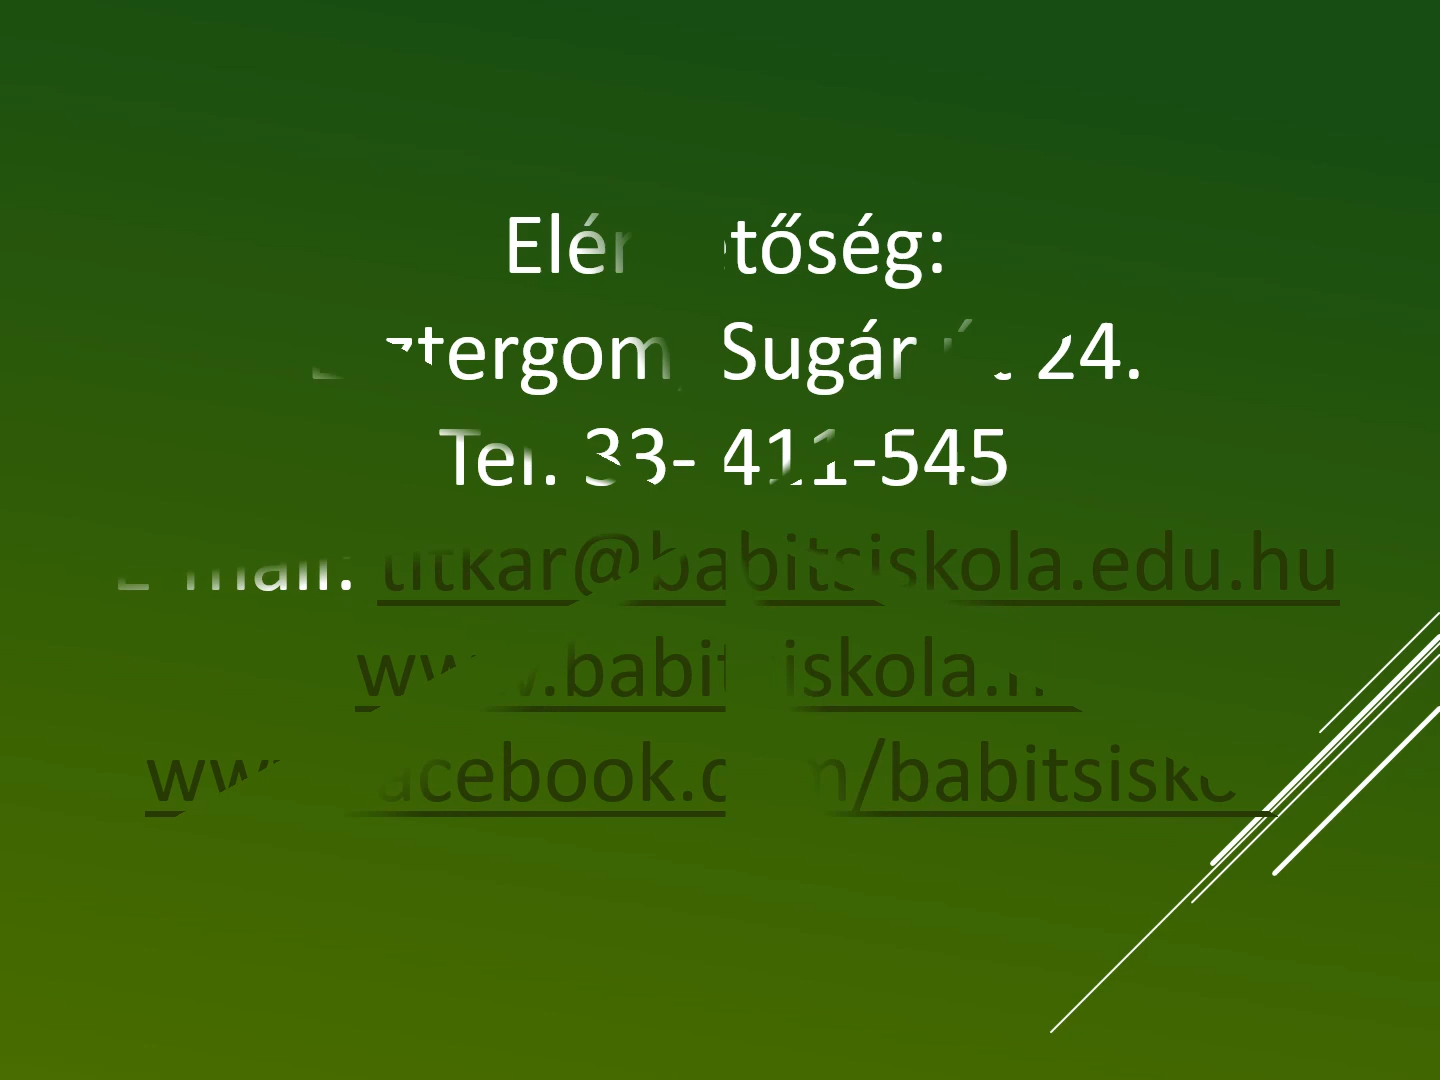 Elérhetőség:
Esztergom, Sugár út 24.
Tel. 33- 411-545
E-mail: titkar@babitsiskola.edu.hu
www.babitsiskola.hu
www.facebook.com/babitsiskola